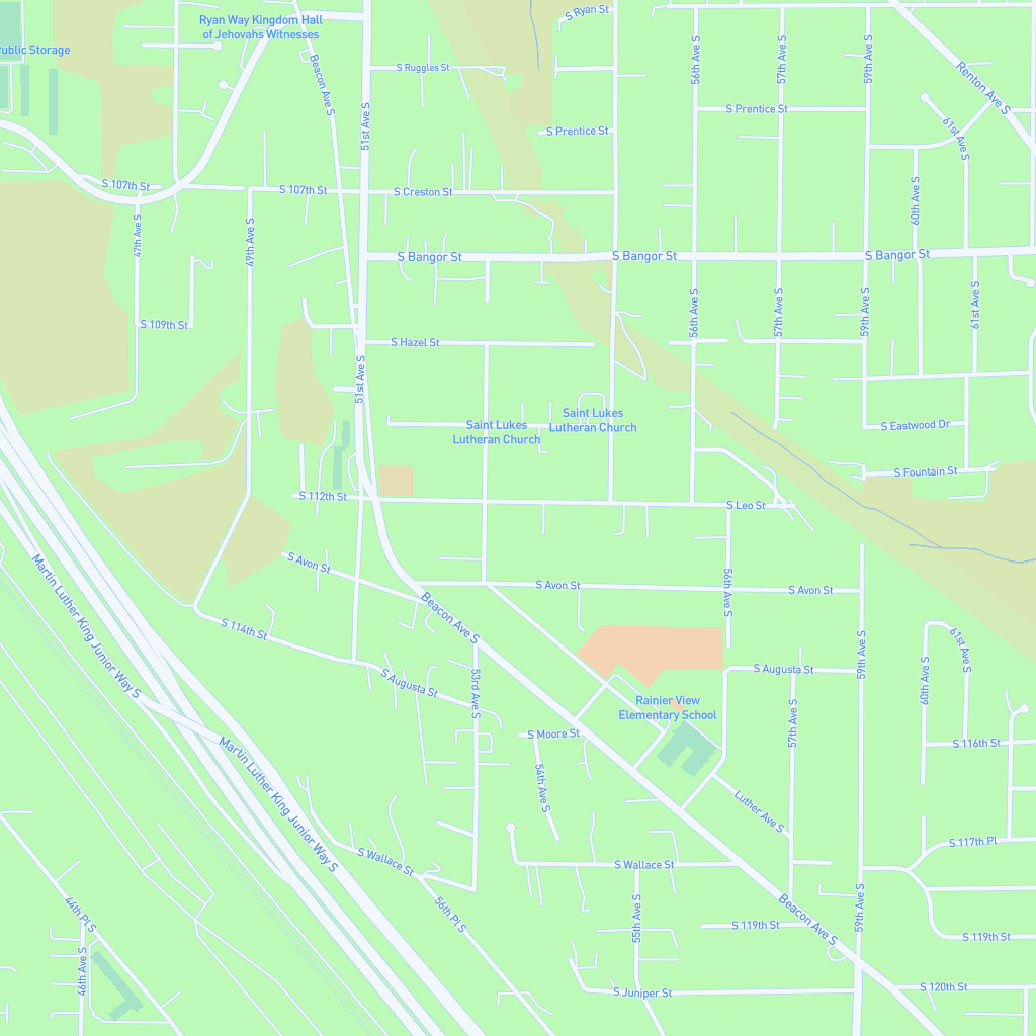 S Ryan St
Ryan Way Kingdom Hall
of Jehovahs Witnesses
Public Storage
Beacon Ave S
S Ruggles St
56th Ave S
57th Ave S
59th Ave S
Renton Ave S
51st Ave S
S Prentice St
S Prentice St
61st Ave S
S 107th St
S 107th St
S Creston St
47th Ave S
49th Ave S
60th Ave S
S Bangor St
S Bangor St
S Bangor St
56th Ave S
57th Ave S
59th Ave S
61st Ave S
S 109th St
S Hazel St
51st Ave S
Saint Lukes
Lutheran Church
Saint Lukes
Lutheran Church
S Eastwood Dr
S Fountain St
S 112th St
S Leo St
S Avon St
S Avon St
S Avon St
56th Ave S
Martin Luther King Junior Way S
S 114th St
Beacon Ave S
59th Ave S
61st Ave S
60th Ave S
S Augusta St
S Augusta St
53rd Ave S
Rainier View
Elementary School
57th Ave S
S Moore St
S 116th St
Martin Luther King Junior Way S
54th Ave S
Luther Ave S
S 117th Pl
S Wallace St
S Wallace St
56th Pl S
44th Pl S
55th Ave S
Beacon Ave S
59th Ave S
S 119th St
S 119th St
46th Ave S
S Juniper St
S 120th St